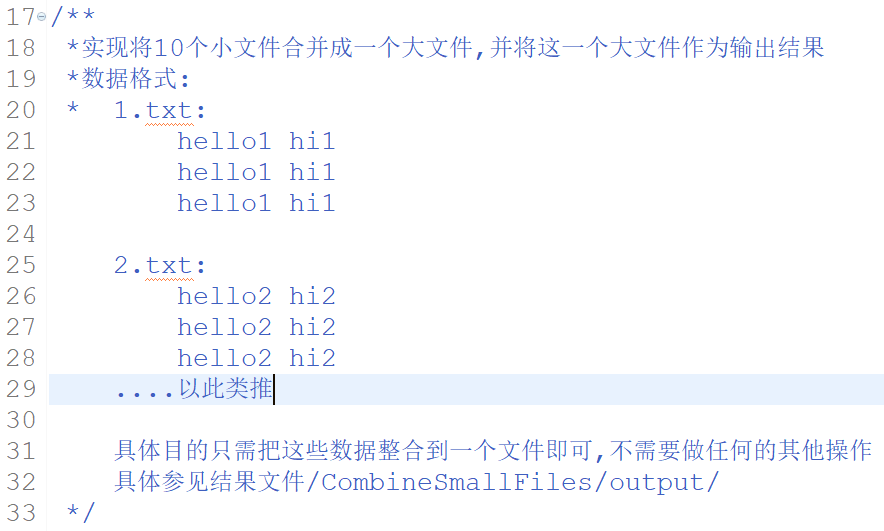 17 /**
18  *实现将10个小文件合并成一个大文件,并将这一个大文件作为输出结果
19  *数据格式:
20  *  1.txt:
21         hello1 hi1
22         hello1 hi1
23         hello1 hi1
24
25     2.txt:
26         hello2 hi2
27         hello2 hi2
28         hello2 hi2
29     ....以此类推
30
31     具体目的只需把这些数据整合到一个文件即可,不需要做任何的其他操作
32     具体参见结果文件/CombineSmallFiles/output/
33  */